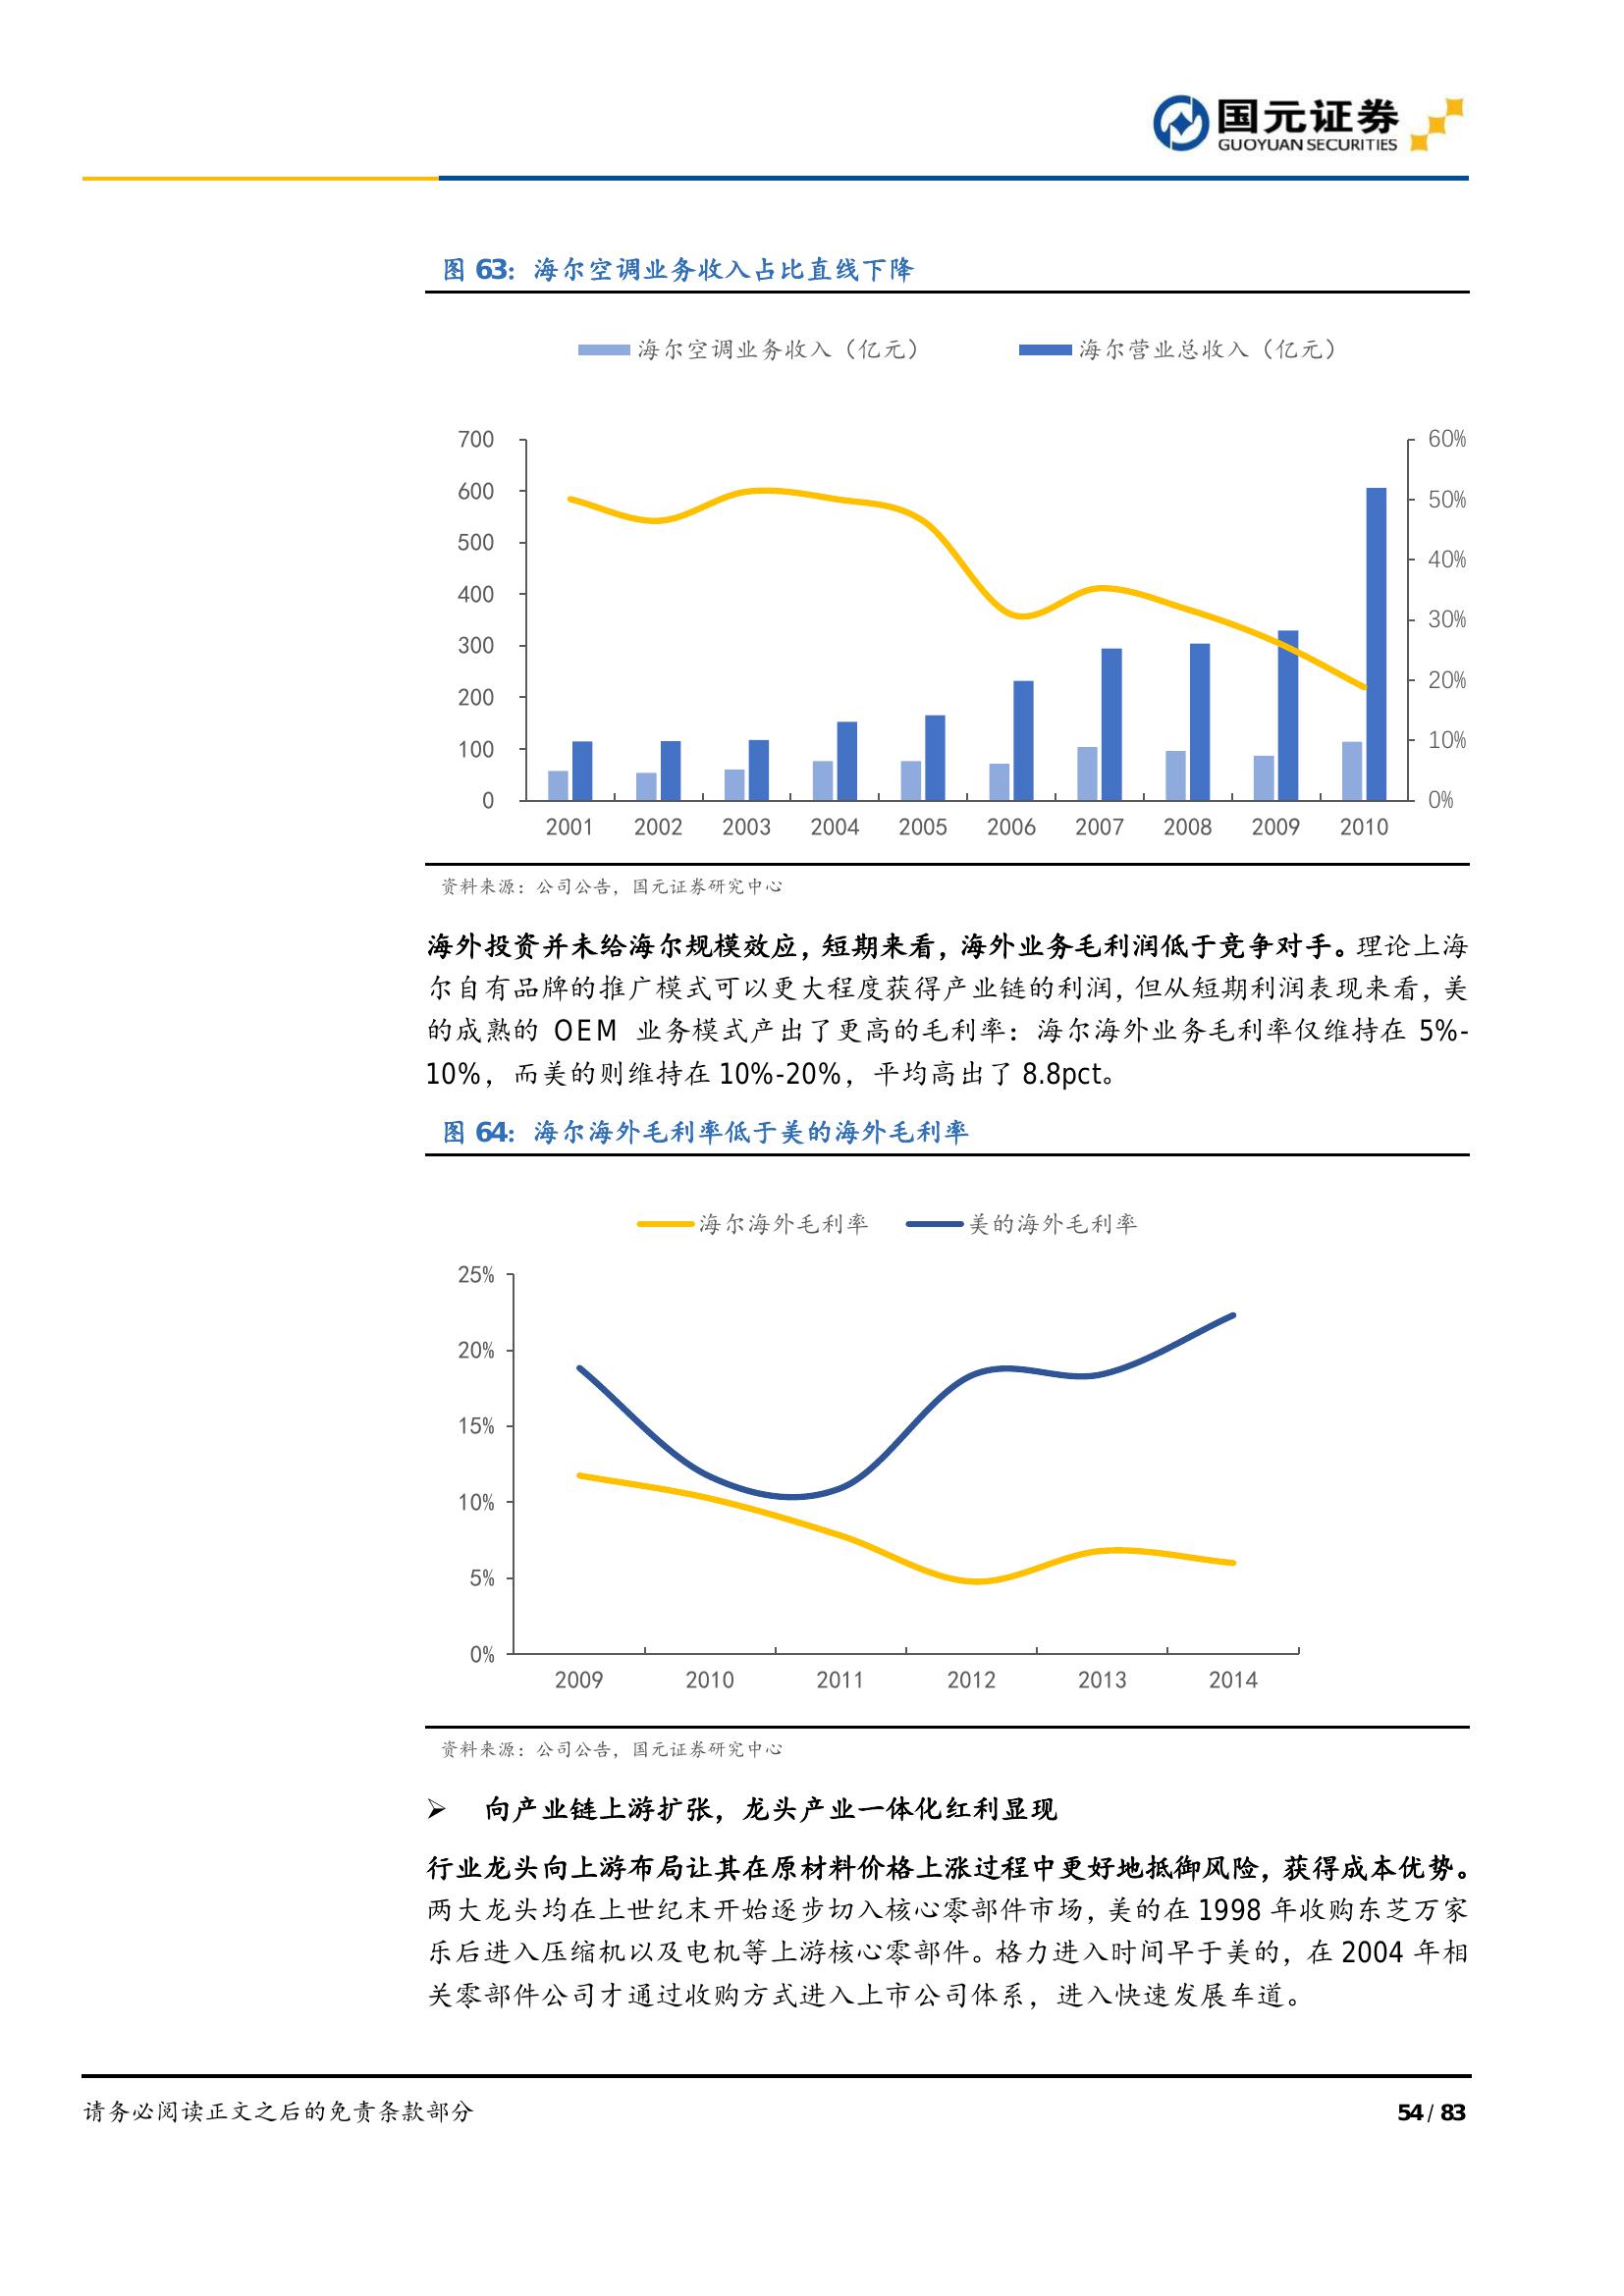 国元证券
GUOYUAN SECURITIES
图 63：海尔空调业务收入占比直线下降
海尔空调业务收入（亿元） 海尔营业总收入（亿元）
700 60%
600 50%
500 40%
400 30%
300 20%
200 10%
100 0%
0
2001 2002 2003 2004 2005 2006 2007 2008 2009 2010
资料来源：公司公告，国元证券研究中心
海外投资并未给海尔规模效应，短期来看，海外业务毛利润低于竞争对手。理论上海
尔自有品牌的推广模式可以更大程度获得产业链的利润，但从短期利润表现来看，美
的成熟的 OEM 业务模式产出了更高的毛利率：海尔海外业务毛利率仅维持在 5%-
10%，而美的则维持在 10%-20%，平均高出了 8.8pct。
图 64：海尔海外毛利率低于美的海外毛利率
海尔海外毛利率 美的海外毛利率
25%
20%
15%
10%
5%
0%
2009 2010 2011 2012 2013 2014
资料来源：公司公告，国元证券研究中心
➢ 向产业链上游扩张，龙头产业一体化红利显现
行业龙头向上游布局让其在原材料价格上涨过程中更好地抵御风险，获得成本优势。
两大龙头均在上世纪末开始逐步切入核心零部件市场，美的在 1998 年收购东芝万家
乐后进入压缩机以及电机等上游核心零部件。格力进入时间早于美的，在 2004 年相
关零部件公司才通过收购方式进入上市公司体系，进入快速发展车道。
请务必阅读正文之后的免责条款部分 54 / 83